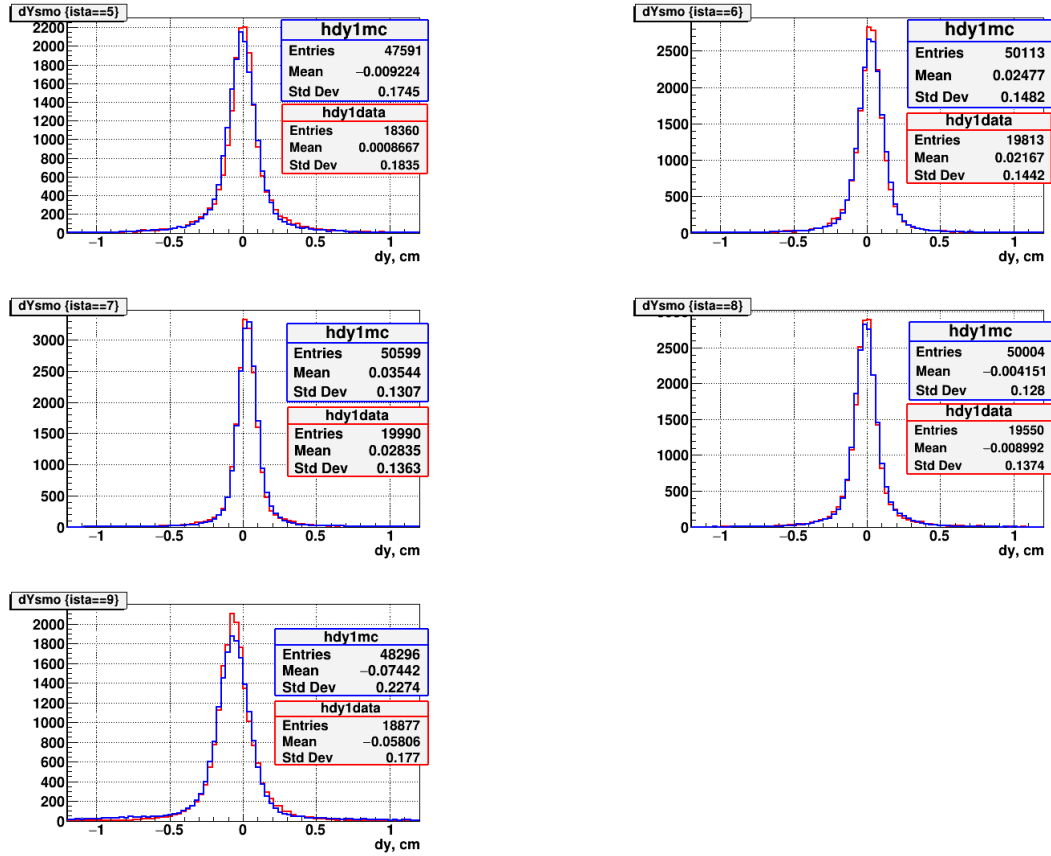 dYsmo {ista==5}
2200
2000
1800
1600
1400
1200
1000
800
600
400
200
0
−1 −0.5 0 0.5 1
dy, cm
hdy1mc
Entries 47591
Mean −0.009224
Std Dev 0.1745
hdy1data
Entries 18360
Mean 0.0008667
Std Dev 0.1835
dYsmo {ista==6}
2500
2000
1500
1000
500
0
−1 −0.5 0 0.5 1
dy, cm
hdy1mc
Entries 50113
Mean 0.02477
Std Dev 0.1482
hdy1data
Entries 19813
Mean 0.02167
Std Dev 0.1442
dYsmo {ista==7}
3000
2500
2000
1500
1000
500
0
−1 −0.5 0 0.5 1
dy, cm
hdy1mc
Entries 50599
Mean 0.03544
Std Dev 0.1307
hdy1data
Entries 19990
Mean 0.02835
Std Dev 0.1363
dYsmo {ista==8}
3000
2500
2000
1500
1000
500
0
−1 −0.5 0 0.5 1
dy, cm
hdy1mc
Entries 50004
Mean −0.004151
Std Dev 0.128
hdy1data
Entries 19550
Mean −0.008992
Std Dev 0.1374
dYsmo {ista==9}
2000
1800
1600
1400
1200
1000
800
600
400
200
0
−1 −0.5 0 0.5 1
dy, cm
hdy1mc
Entries 48296
Mean −0.07442
Std Dev 0.2274
hdy1data
Entries 18877
Mean −0.05806
Std Dev 0.177